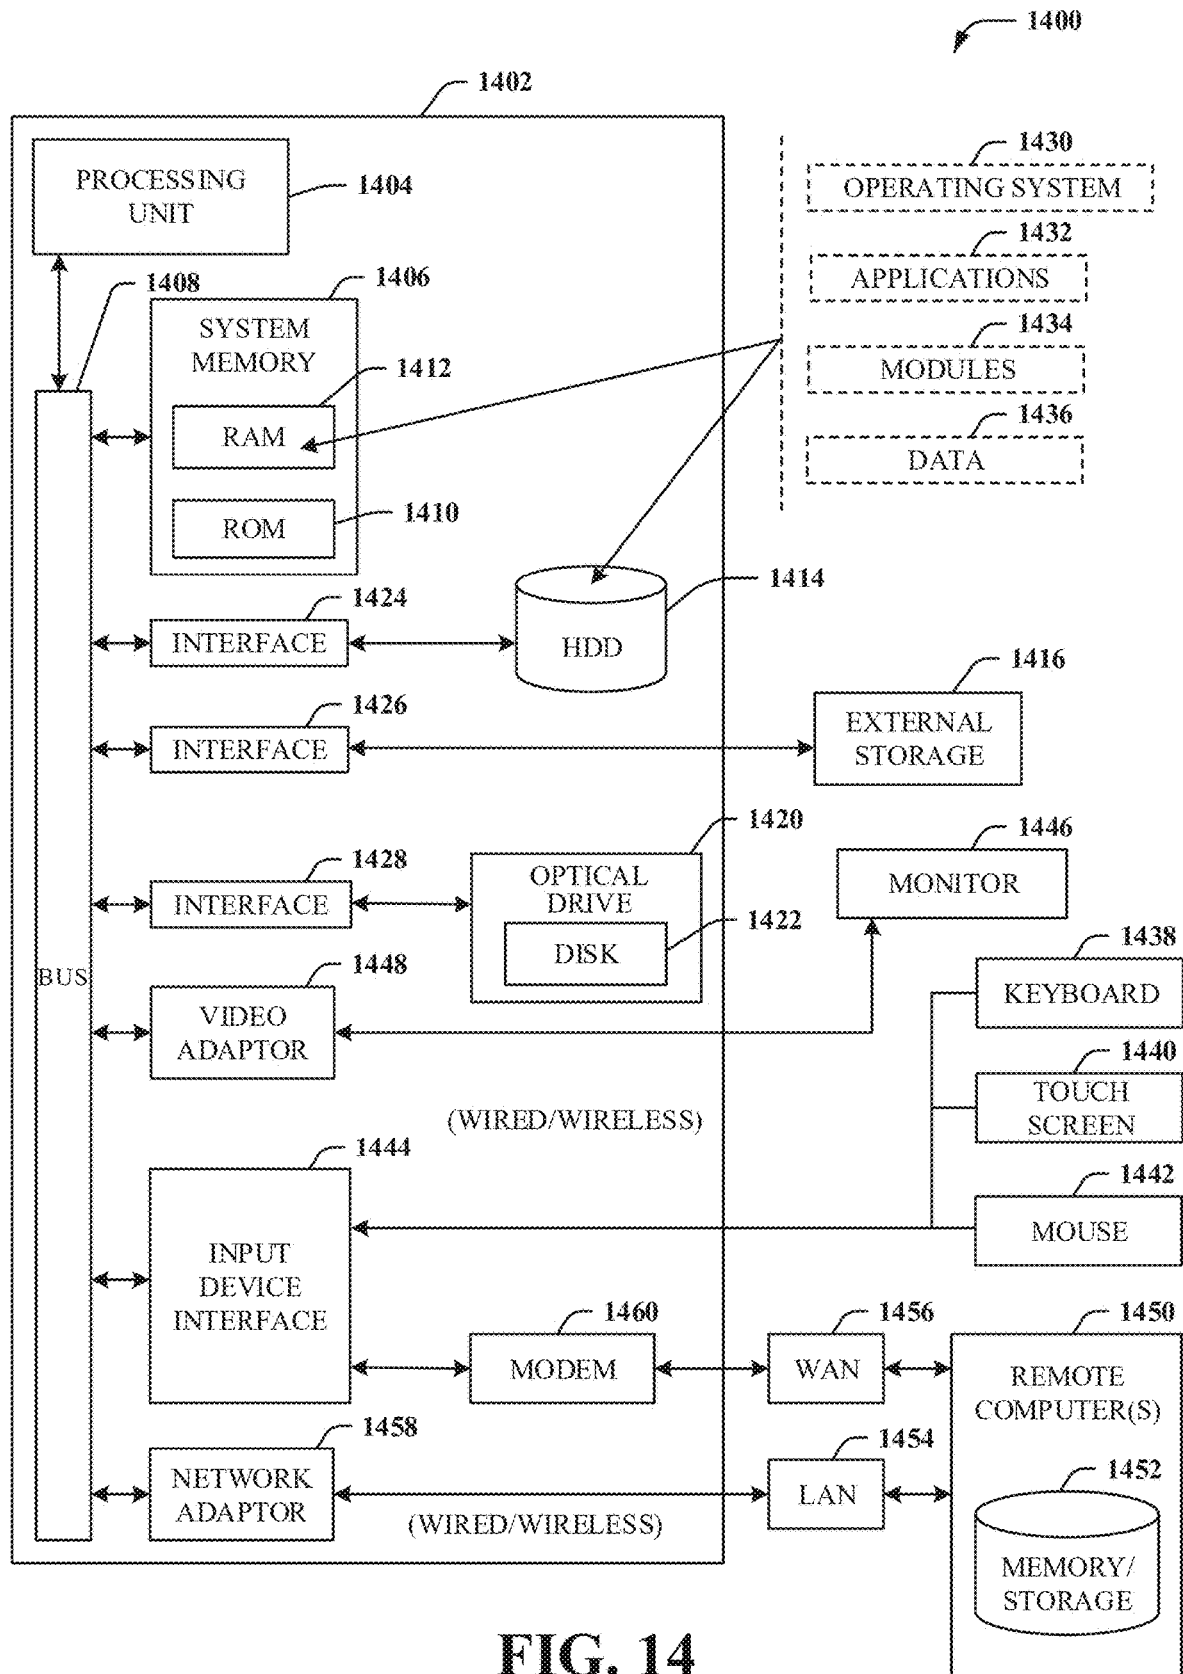 1400
1402
PROCESSING
UNIT
1404
1430
OPERATING SYSTEM
1432
APPLICATIONS
1434
MODULES
1436
DATA
1408
1406
SYSTEM
MEMORY
1412
RAM
ROM
1410
1424
INTERFACE
HDD
1414
1426
INTERFACE
1416
EXTERNAL
STORAGE
1428
INTERFACE
1420
OPTICAL
DRIVE
1422
DISK
1446
MONITOR
BUS
1448
VIDEO
ADAPTOR
1438
KEYBOARD
1440
TOUCH
SCREEN
(WIRED/WIRELESS)
1444
INPUT
DEVICE
INTERFACE
1442
MOUSE
1460
MODEM
1456
WAN
1450
REMOTE
COMPUTER(S)
1458
NETWORK
ADAPTOR
(WIRED/WIRELESS)
1454
LAN
1452
MEMORY/
STORAGE
FIG. 14